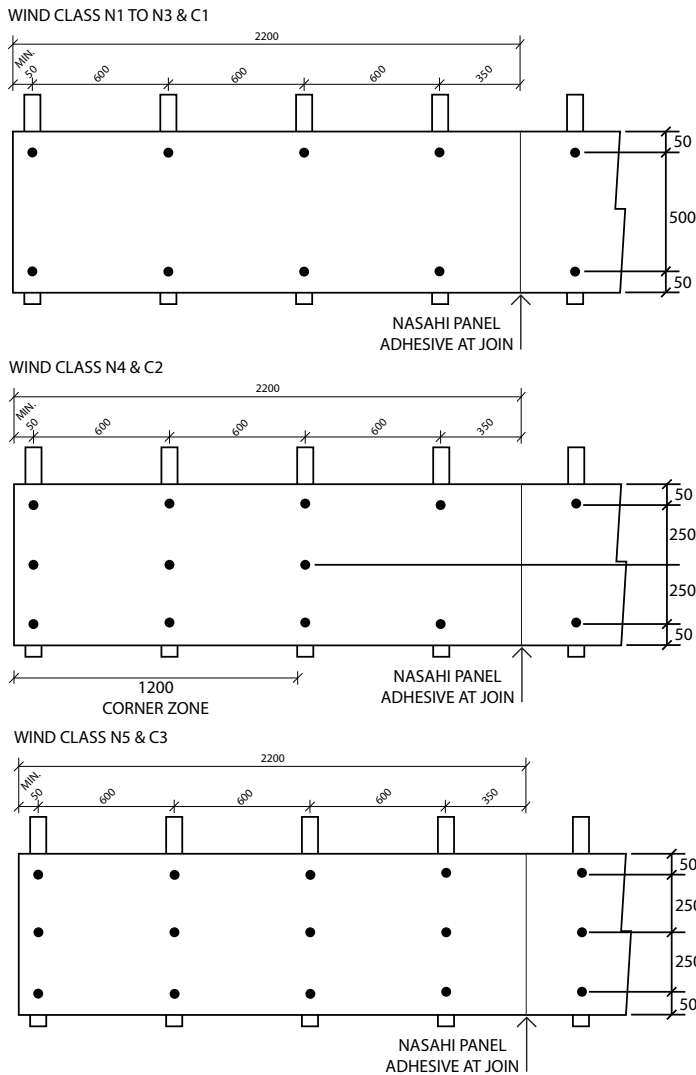 WIND CLASS N1 TO N3 & C1
2200
MIN.
50
600
600
600
350
50
500
50
NASAHI PANEL
ADHESIVE AT JOIN
WIND CLASS N4 & C2
2200
MIN.
50
600
600
600
350
50
250
250
50
1200
CORNER ZONE
NASAHI PANEL
ADHESIVE AT JOIN
WIND CLASS N5 & C3
2200
MIN.
50
600
600
600
350
50
250
250
50
NASAHI PANEL
ADHESIVE AT JOIN